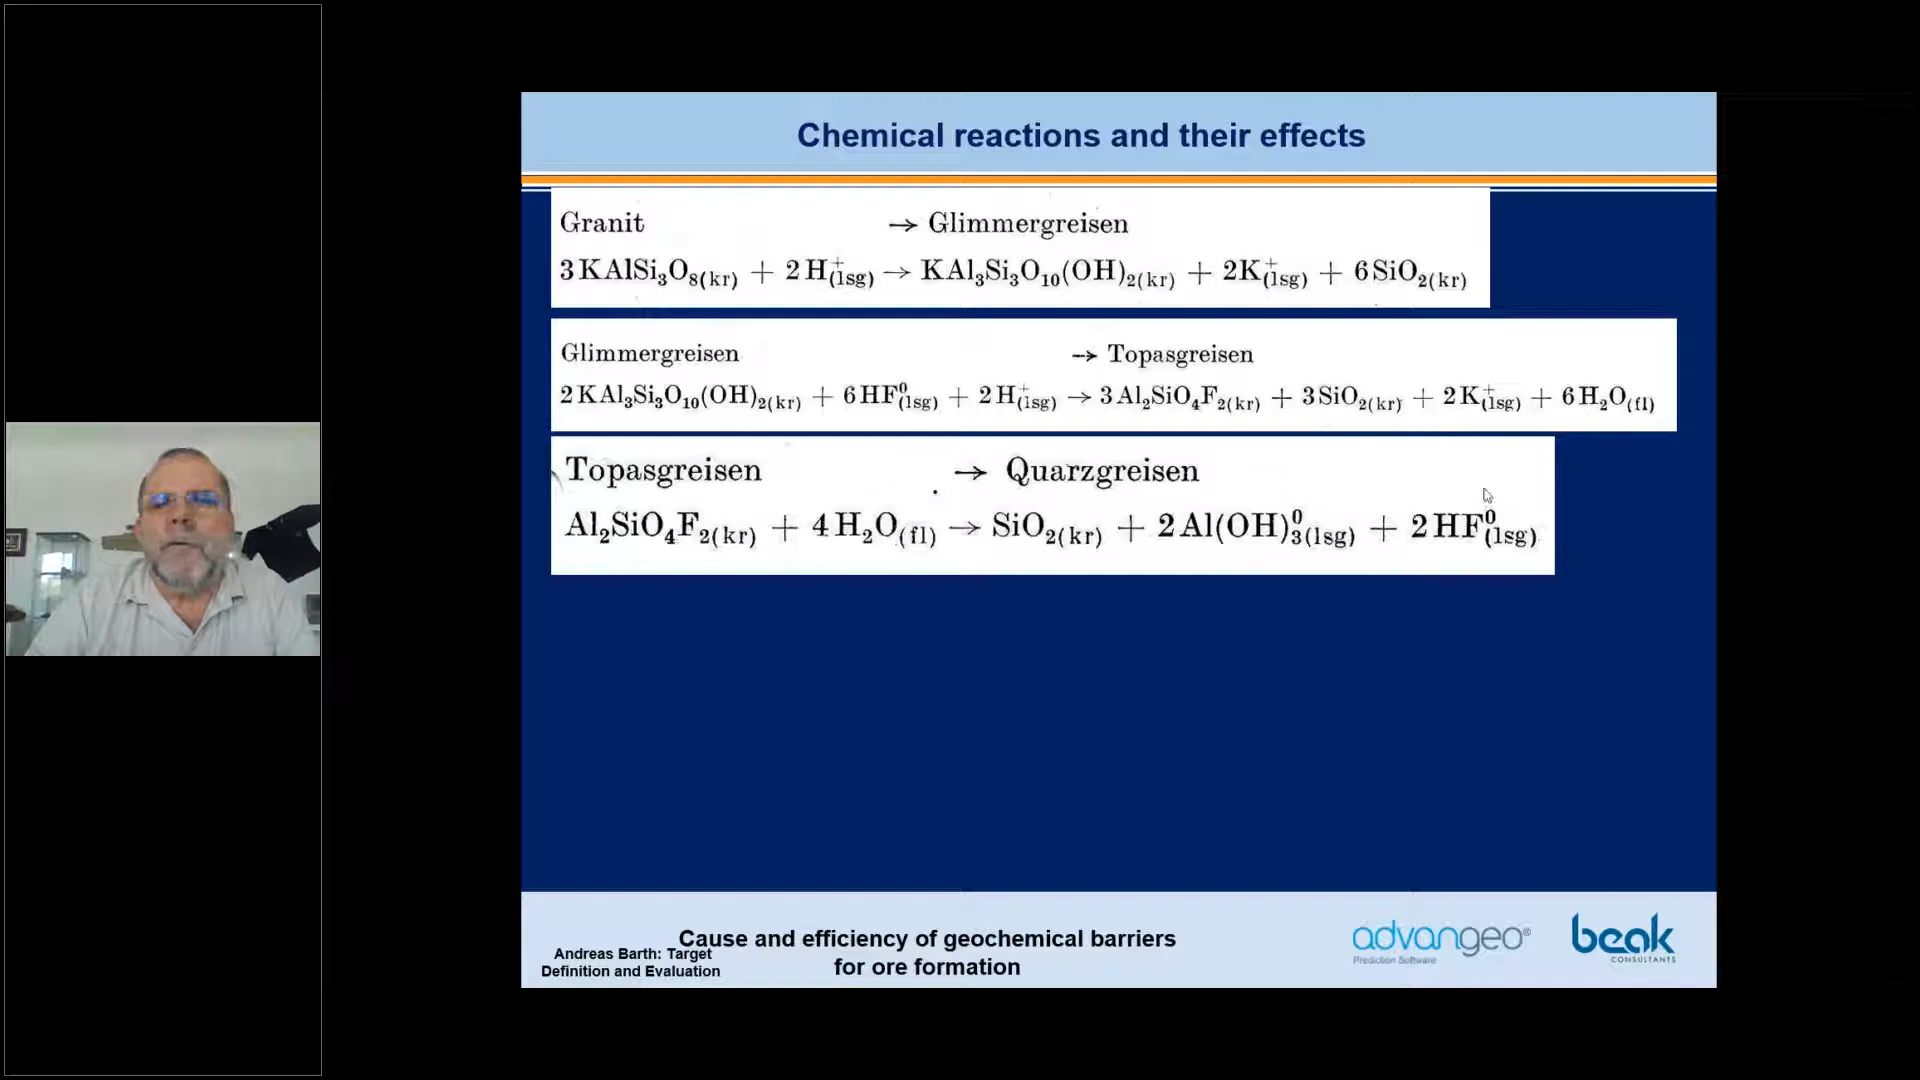 Chemical reactions and their effects
Granit → Glimmergreisen
3 KAlSi₃O₈(kr) + 2 H⁺(lsg) → KAl₃Si₃O₁₀(OH)₂(kr) + 2K⁺(lsg) + 6 SiO₂(kr)
Glimmergreisen → Topasgreisen
2 KAl₃Si₃O₁₀(OH)₂(kr) + 6 HF⁰(lsg) + 2 H⁺(lsg) → 3 Al₂SiO₄F₂(kr) + 3 SiO₂(kr) + 2 K⁺(lsg) + 6 H₂O(fl)
Topasgreisen → Quarzgreisen
Al₂SiO₄F₂(kr) + 4 H₂O(fl) → SiO₂(kr) + 2 Al(OH)⁰₃(lsg) + 2 HF⁰(lsg)
Andreas Barth: Target
Definition and Evaluation
Cause and efficiency of geochemical barriers
for ore formation
advangeo®
Prediction Software
beak
CONSULTANTS